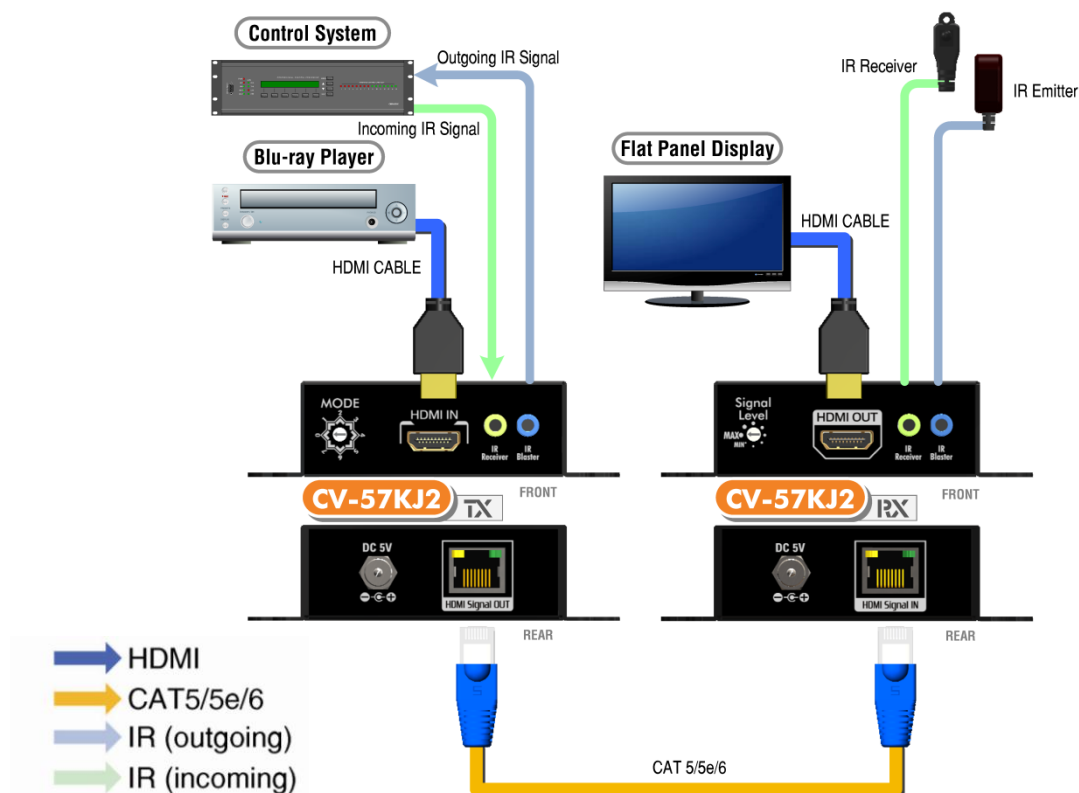 Control System
Outgoing IR Signal
Incoming IR Signal
Blu-ray Player
HDMI CABLE
IR Receiver
IR Emitter
Flat Panel Display
HDMI CABLE
MODE
HDMI IN
IR
Receiver
IR
Blaster
FRONT
CV-57KJ2 TX
Signal
Level
MAX
MIN
HDMI OUT
IR
Receiver
IR
Blaster
FRONT
CV-57KJ2 RX
DC 5V
HDMI Signal OUT
REAR
DC 5V
HDMI Signal IN
REAR
HDMI
CAT5/5e/6
IR (outgoing)
IR (incoming)
CAT 5/5e/6